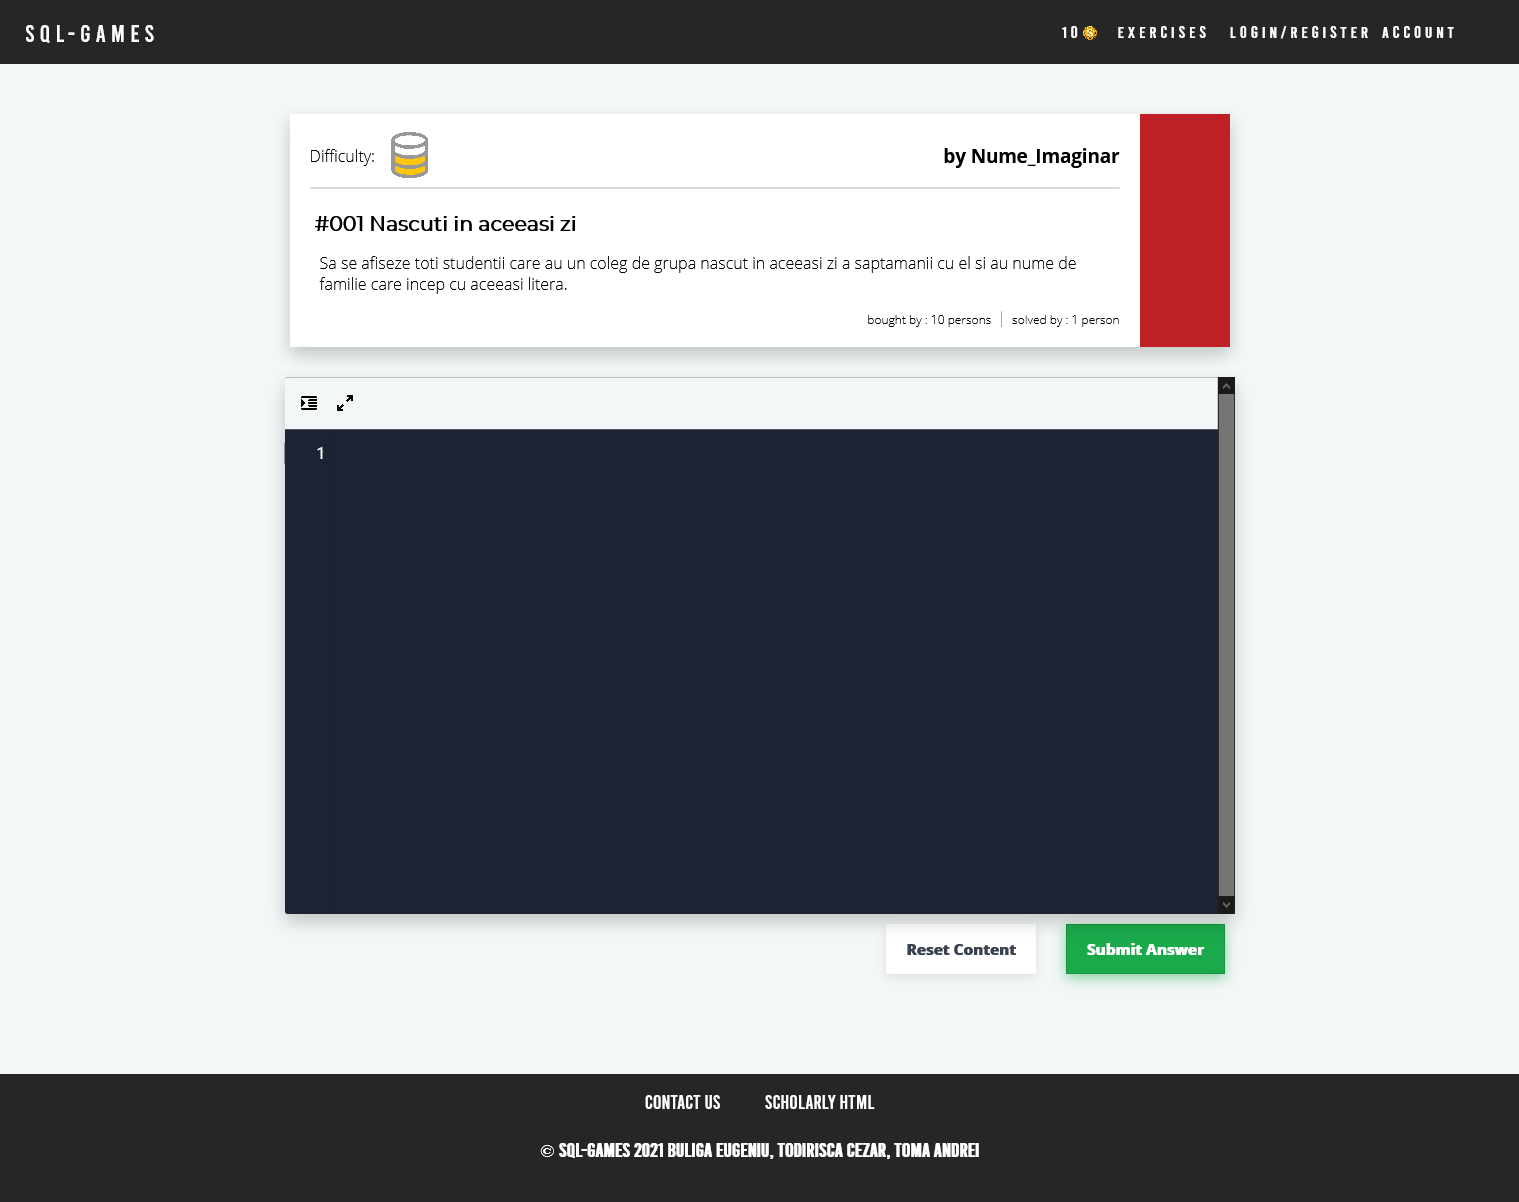 SQL-GAMES
10 EXERCISES LOGIN/REGISTER ACCOUNT
Difficulty:
by Nume_Imaginar
#001 Nascuti in aceeasi zi
Sa se afiseze toti studentii care au un coleg de grupa nascut in aceeasi zi a saptamanii cu el si au nume de
familie care incep cu aceeasi litera.
bought by : 10 persons
solved by : 1 person
1
Reset Content
Submit Answer
CONTACT US
SCHOLARLY HTML
© SQL-GAMES 2021 BULIGA EUGENIU, TODIRISCA CEZAR, TOMA ANDREI